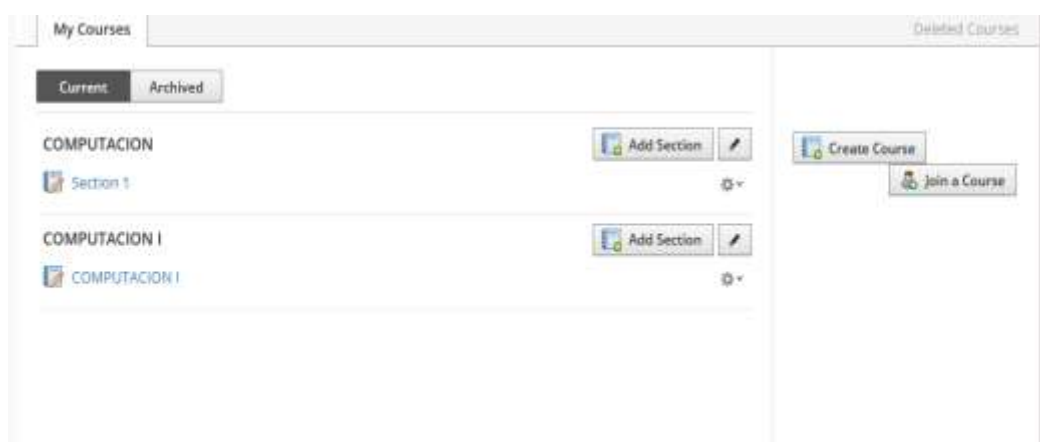 My Courses
Deleted Courses
Current
Archived
COMPUTACION
Add Section
Section 1
COMPUTACION I
Add Section
COMPUTACION I
Create Course
Join a Course